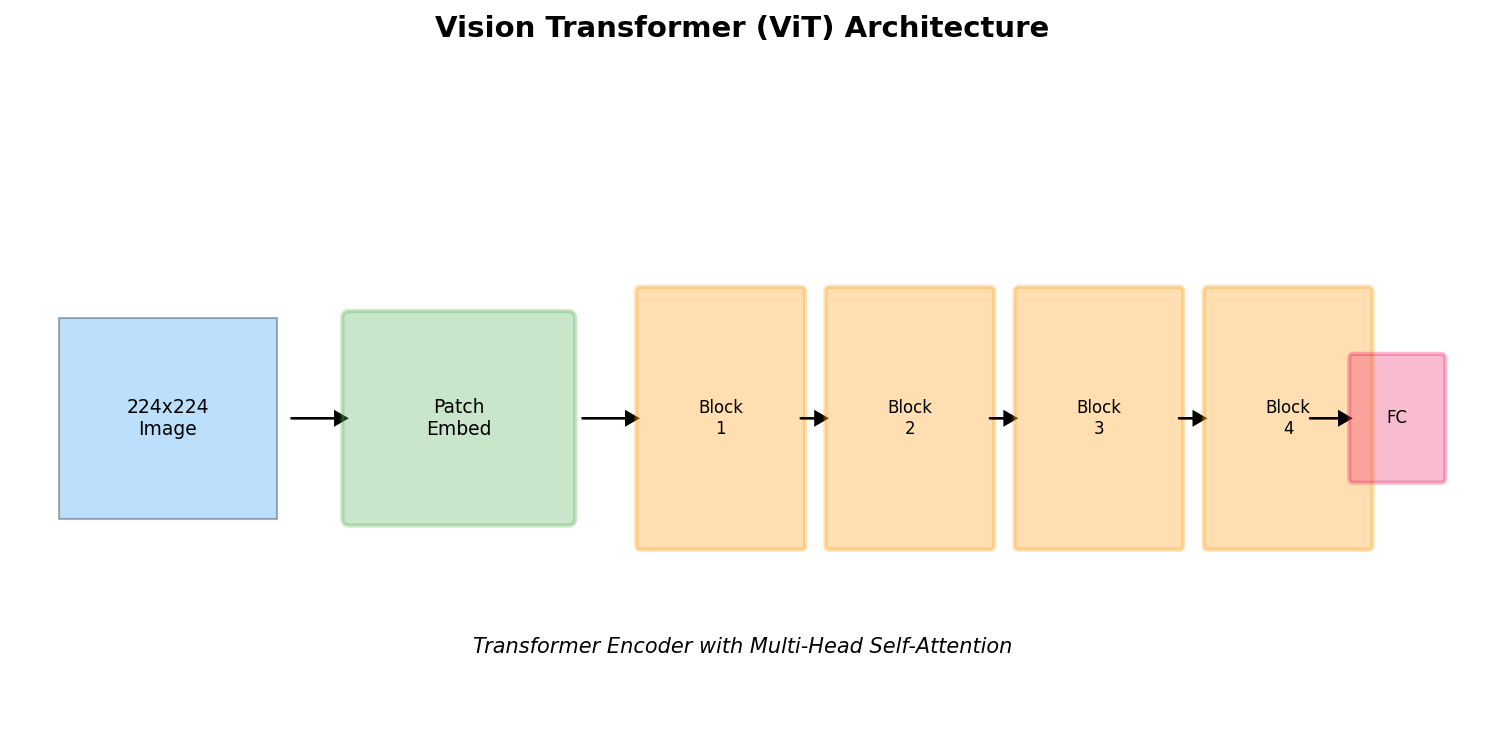 Vision Transformer (ViT) Architecture
224x224
Image
Patch
Embed
Block
1
Block
2
Block
3
Block
4
FC
Transformer Encoder with Multi-Head Self-Attention